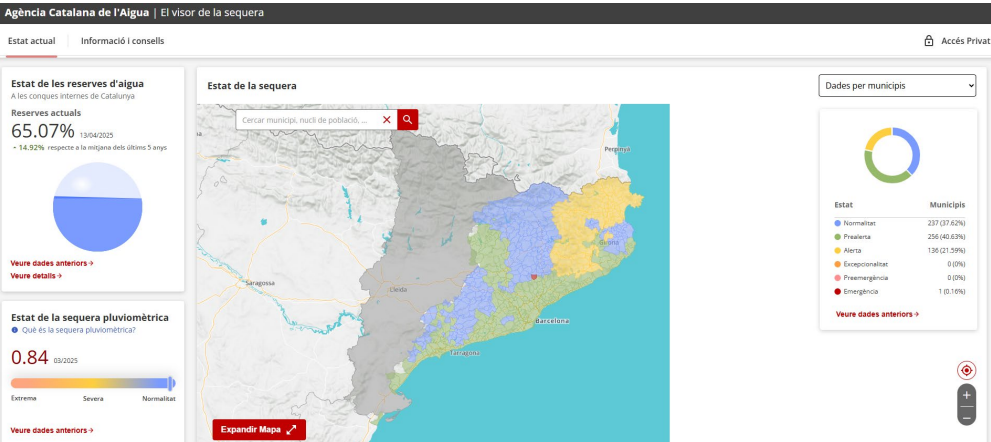 Agència Catalana de l'Aigua | El visor de la sequera
Estat actual
Informació i consells
Accés Privat
Estat de les reserves d'aigua
A les conques internes de Catalunya
Reserves actuals
65.07% 13/04/2025
- 14.92% respecte a la mitjana dels últims 5 anys
Veure dades anteriors →
Veure detalls →
Estat de la sequera pluviomètrica
Què és la sequera pluviomètrica?
0.84 03/2025
Extrema Severa Normalitat
Veure dades anteriors →
Estat de la sequera
Dades per municipis
Cercar municipi, nucli de població, ...
Perpinyà
Girona
Saragossa
Lleida
Barcelona
Tarragona
Expandir Mapa
Estat Municipis
Normalitat 237 (37.62%)
Prealerta 256 (40.63%)
Alerta 136 (21.59%)
Excepcionalitat 0 (0%)
Preemergència 0 (0%)
Emergència 1 (0.16%)
Veure dades anteriors →